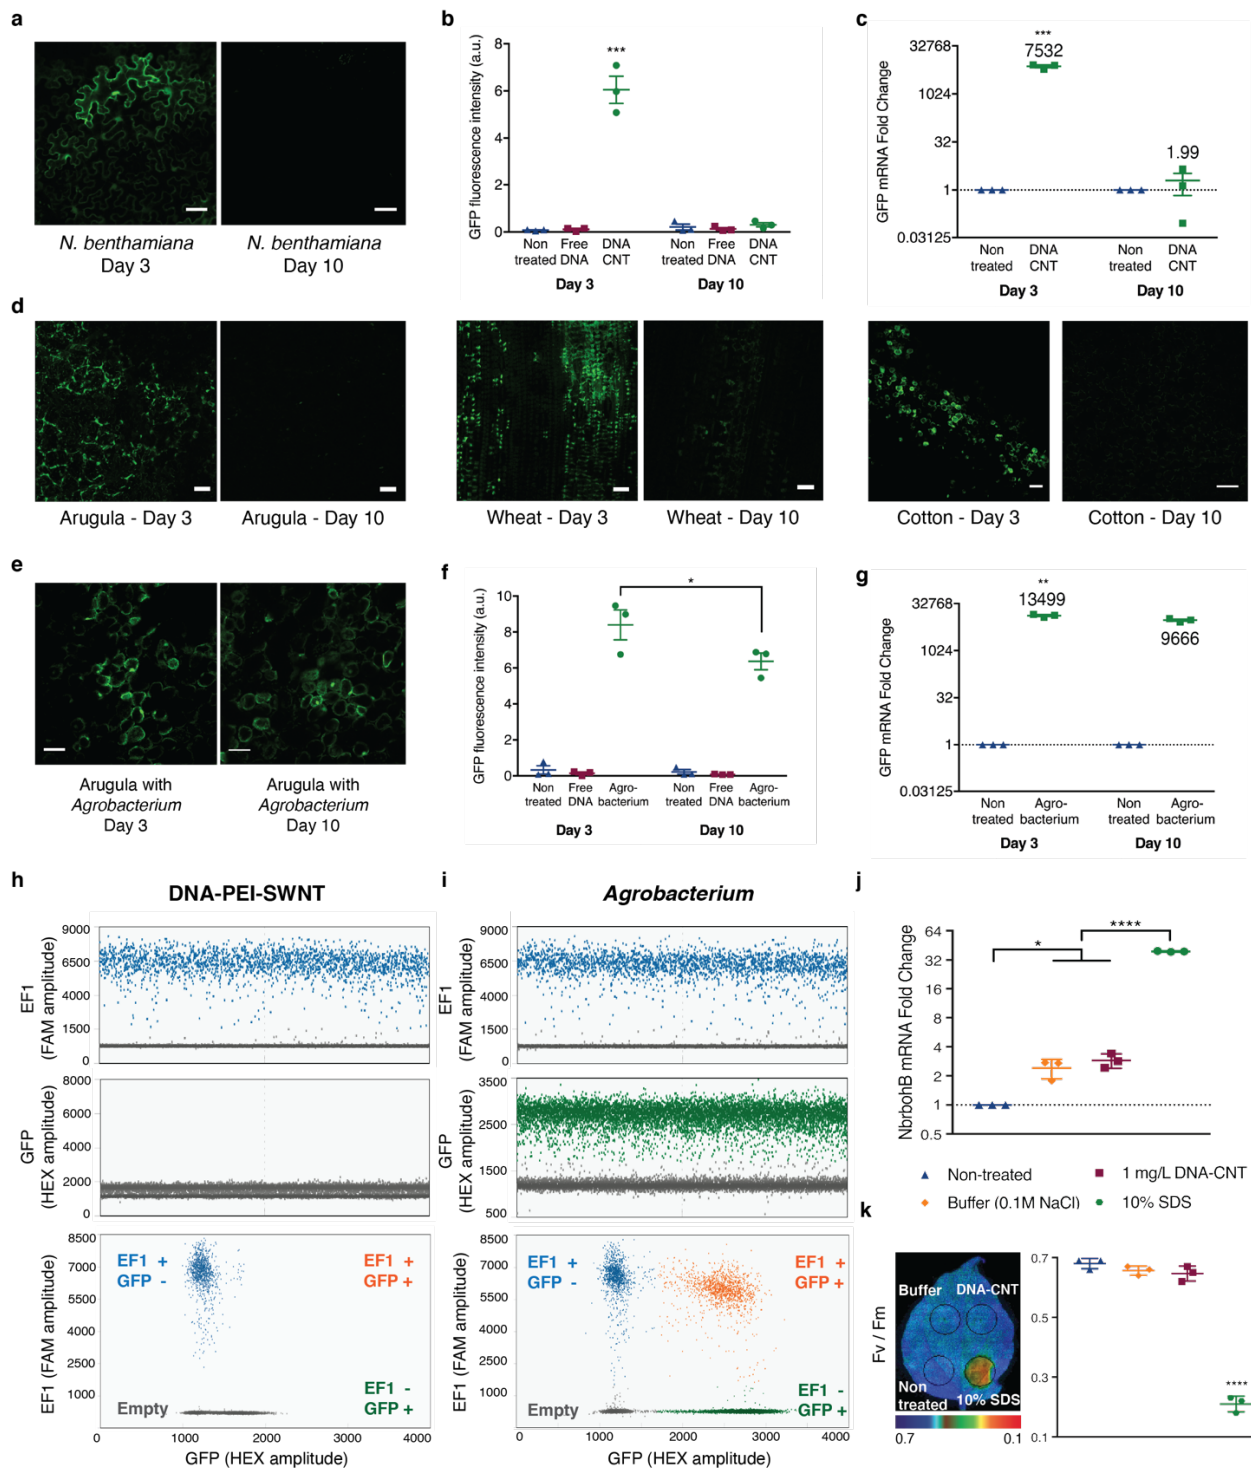 a
N. benthamiana
Day 3
N. benthamiana
Day 10
b
GFP fluorescence intensity (a.u.)
8
6
4
2
0
***
Non
treated
Free
DNA
DNA
CNT
Non
treated
Free
DNA
DNA
CNT
Day 3
Day 10
c
GFP mRNA Fold Change
32768
1024
32
1
0.03125
***
7532
1.99
Non
treated
DNA
CNT
Non
treated
DNA
CNT
Day 3
Day 10
d
Arugula - Day 3
Arugula - Day 10
Wheat - Day 3
Wheat - Day 10
Cotton - Day 3
Cotton - Day 10
e
Arugula with
Agrobacterium
Day 3
Arugula with
Agrobacterium
Day 10
f
GFP fluorescence intensity (a.u.)
10
8
6
4
2
0
*
Non
treated
Free
DNA
Agro-
bacterium
Non
treated
Free
DNA
Agro-
bacterium
Day 3
Day 10
g
GFP mRNA Fold Change
32768
1024
32
1
0.03125
**
13499
9666
Non
treated
Agro-
bacterium
Non
treated
Agro-
bacterium
Day 3
Day 10
h
DNA-PEI-SWNT
EF1
(FAM amplitude)
9000
6500
4000
1500
0
GFP
(HEX amplitude)
8000
6000
4000
2000
0
EF1 (FAM amplitude)
8500
7000
5500
4000
2500
1000
EF1 +
GFP -
EF1 +
GFP +
EF1 -
GFP +
Empty
0
1000
2000
3000
4000
GFP (HEX amplitude)
i
Agrobacterium
EF1
(FAM amplitude)
9000
6500
4000
1500
0
GFP
(HEX amplitude)
3500
2500
1500
500
EF1 (FAM amplitude)
8500
7000
5500
4000
2500
1000
EF1 +
GFP -
EF1 +
GFP +
EF1 -
GFP +
Empty
0
1000
2000
3000
4000
GFP (HEX amplitude)
j
NbrbohB mRNA Fold Change
64
32
16
8
4
2
1
0.5
*
****
Non-treated
1 mg/L DNA-CNT
Buffer (0.1M NaCl)
10% SDS
k
Fv / Fm
Buffer
DNA-CNT
Non
treated
10% SDS
0.7
0.1
0.7
0.5
0.3
0.1
****